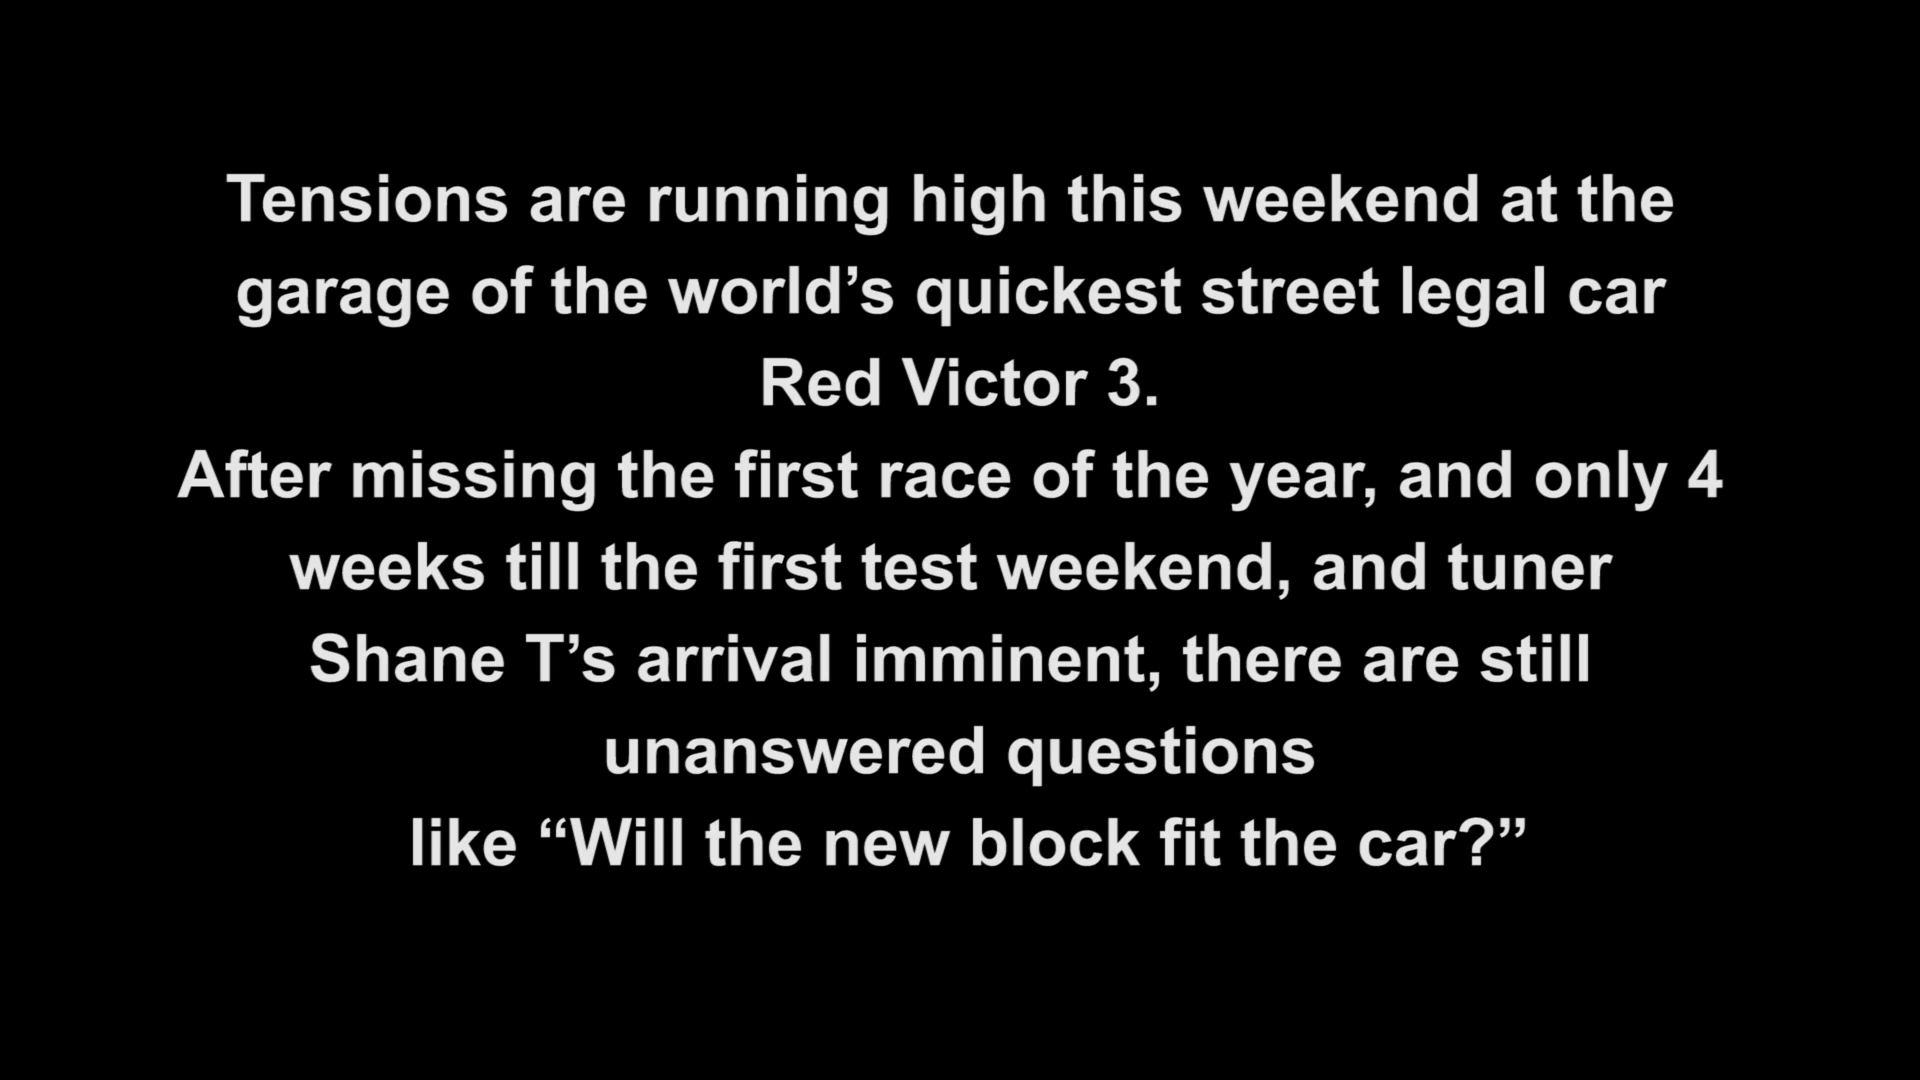 Tensions are running high this weekend at the
garage of the world’s quickest street legal car
Red Victor 3.
After missing the first race of the year, and only 4
weeks till the first test weekend, and tuner
Shane T’s arrival imminent, there are still
unanswered questions
like “Will the new block fit the car?”